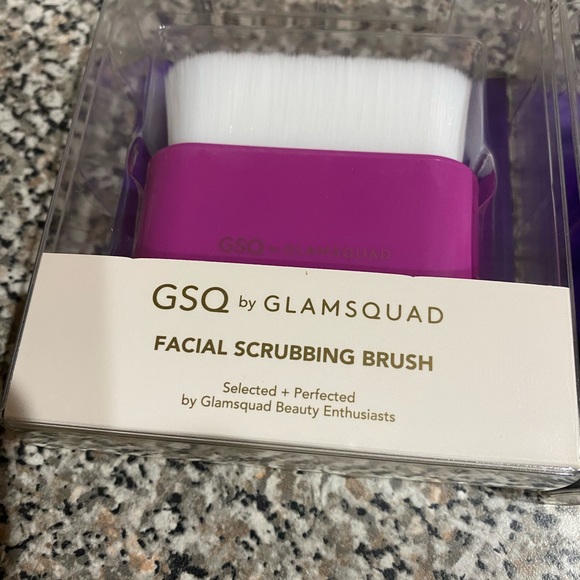 GSQ by GLAMSQUAD
GSQ by GLAMSQUAD
FACIAL SCRUBBING BRUSH
Selected + Perfected
by Glamsquad Beauty Enthusiasts